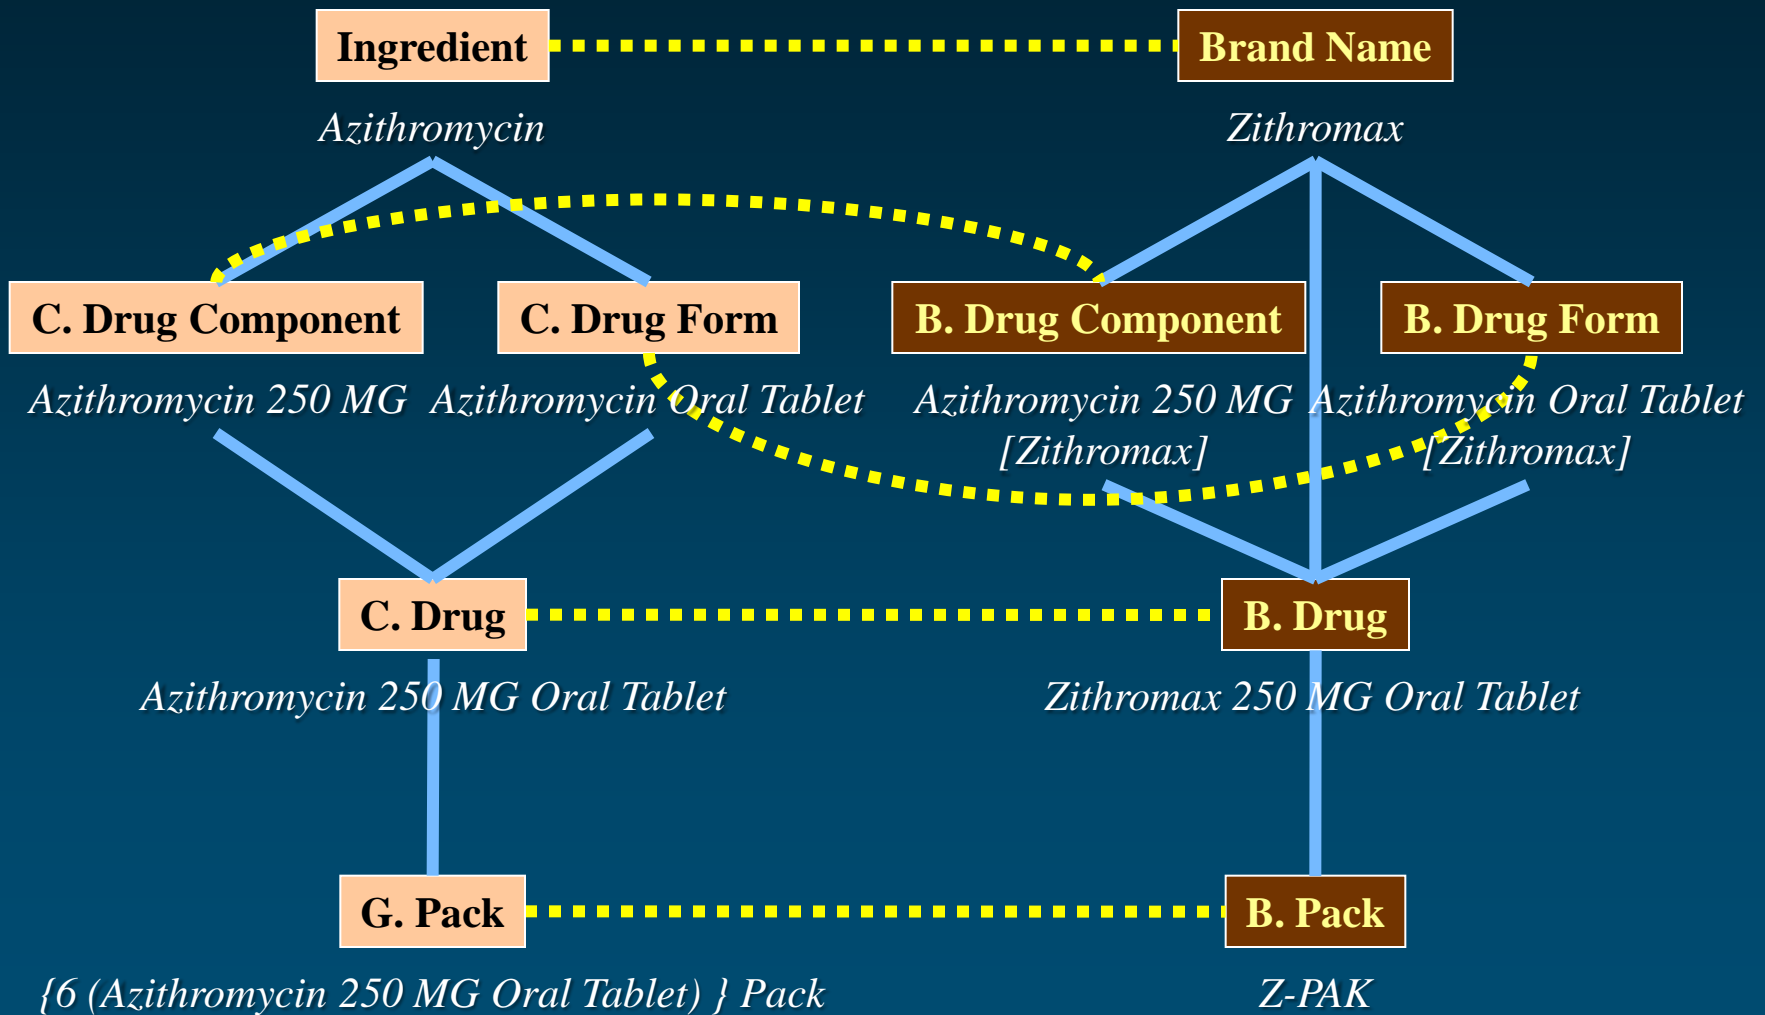 Ingredient
Brand Name
Azithromycin
Zithromax
C. Drug Component
C. Drug Form
B. Drug Component
B. Drug Form
Azithromycin 250 MG
Azithromycin Oral Tablet
Azithromycin 250 MG
[Zithromax]
Azithromycin Oral Tablet
[Zithromax]
C. Drug
B. Drug
Azithromycin 250 MG Oral Tablet
Zithromax 250 MG Oral Tablet
G. Pack
B. Pack
{6 (Azithromycin 250 MG Oral Tablet) } Pack
Z-PAK